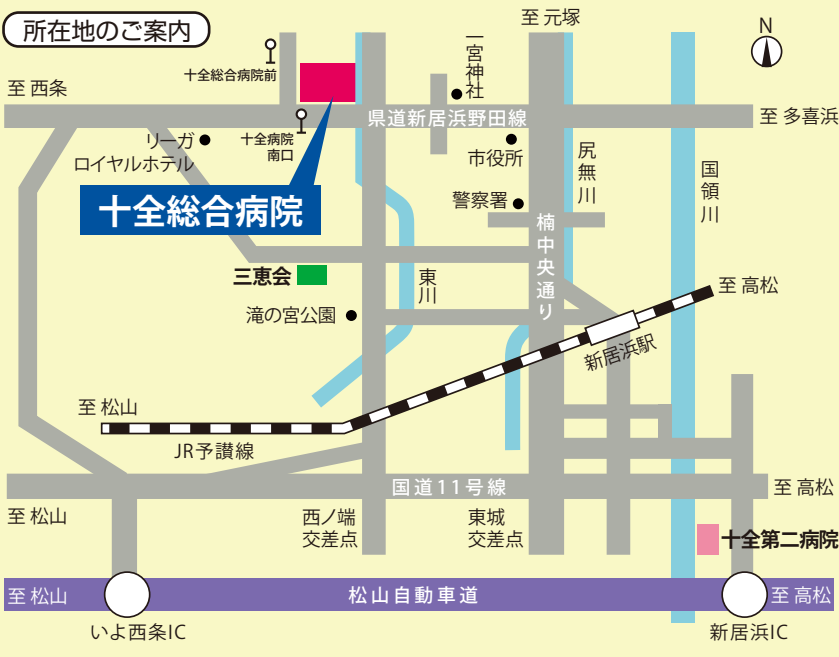 所在地のご案内
至 元塚
N
十全総合病院前
一宮神社
至 西条
県道新居浜野田線
至 多喜浜
リーガ
ロイヤルホテル
十全病院
南口
市役所
尻無川
国領川
十全総合病院
警察署
楠中央通り
三恵会
東川
至 高松
滝の宮公園
新居浜駅
至 松山
JR予讃線
国道11号線
至 高松
至 松山
西ノ端
交差点
東城
交差点
十全第二病院
至 松山
松山自動車道
至 高松
いよ西条IC
新居浜IC